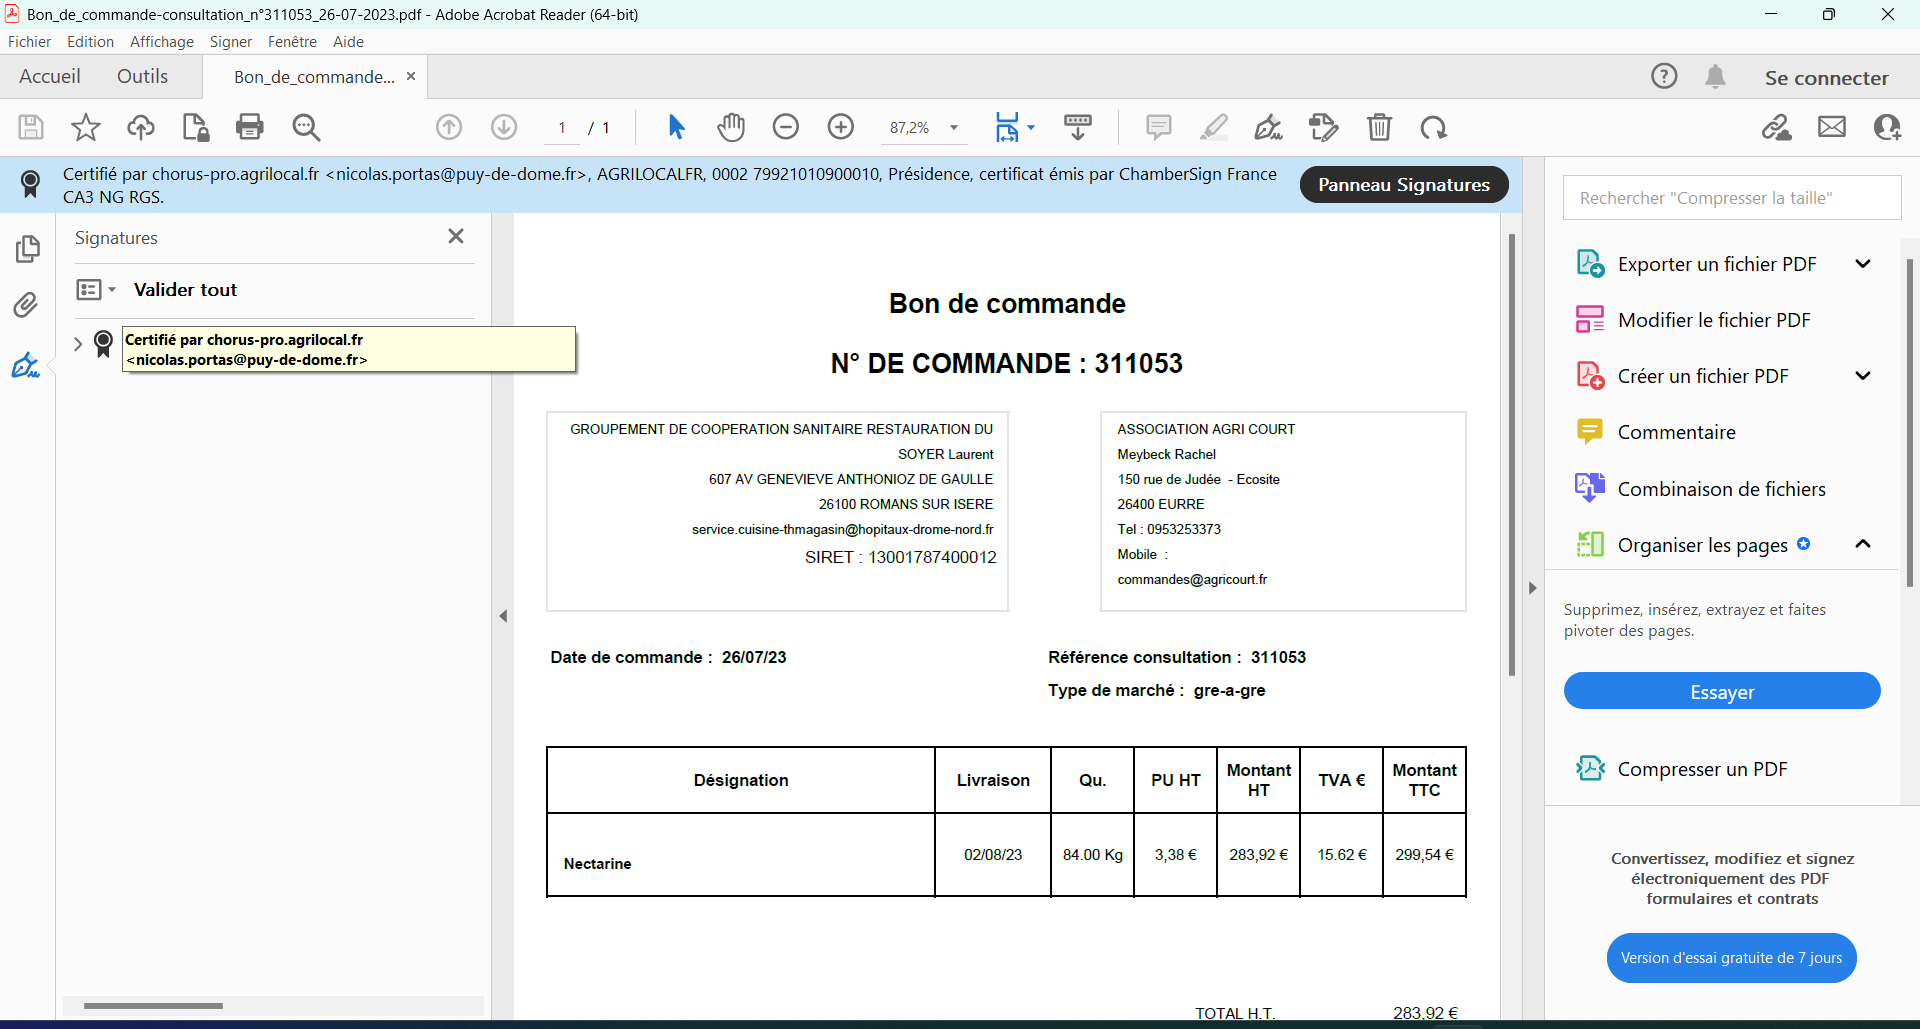 Bon_de_commande-consultation_n°311053_26-07-2023.pdf - Adobe Acrobat Reader (64-bit)
Fichier Edition Affichage Signer Fenêtre Aide
Accueil Outils Bon_de_commande... × Se connecter
1 / 1 87,2%
Certifié par chorus-pro.agrilocal.fr <nicolas.portas@puy-de-dome.fr>, AGRILOCALFR, 0002 79921010900010, Présidence, certificat émis par ChamberSign France
CA3 NG RGS.
Panneau Signatures
Signatures
Valider tout
Certifié par chorus-pro.agrilocal.fr
<nicolas.portas@puy-de-dome.fr>
Bon de commande
N° DE COMMANDE : 311053
GROUPEMENT DE COOPERATION SANITAIRE RESTAURATION DU
SOYER Laurent
607 AV GENEVIEVE ANTHONIOZ DE GAULLE
26100 ROMANS SUR ISERE
service.cuisine-thmagasin@hopitaux-drome-nord.fr
SIRET : 13001787400012
ASSOCIATION AGRI COURT
Meybeck Rachel
150 rue de Judée - Ecosite
26400 EURRE
Tel : 0953253373
Mobile :
commandes@agricourt.fr
Date de commande : 26/07/23
Référence consultation : 311053
Type de marché : gre-a-gre
Désignation Livraison Qu. PU HT Montant HT TVA € Montant TTC
Nectarine 02/08/23 84.00 Kg 3,38 € 283,92 € 15.62 € 299,54 €
TOTAL H.T. 283,92 €
Rechercher "Compresser la taille"
Exporter un fichier PDF
Modifier le fichier PDF
Créer un fichier PDF
Commentaire
Combinaison de fichiers
Organiser les pages
Supprimez, insérez, extrayez et faites
pivoter des pages.
Essayer
Compresser un PDF
Convertissez, modifiez et signez
électroniquement des PDF
formulaires et contrats
Version d'essai gratuite de 7 jours